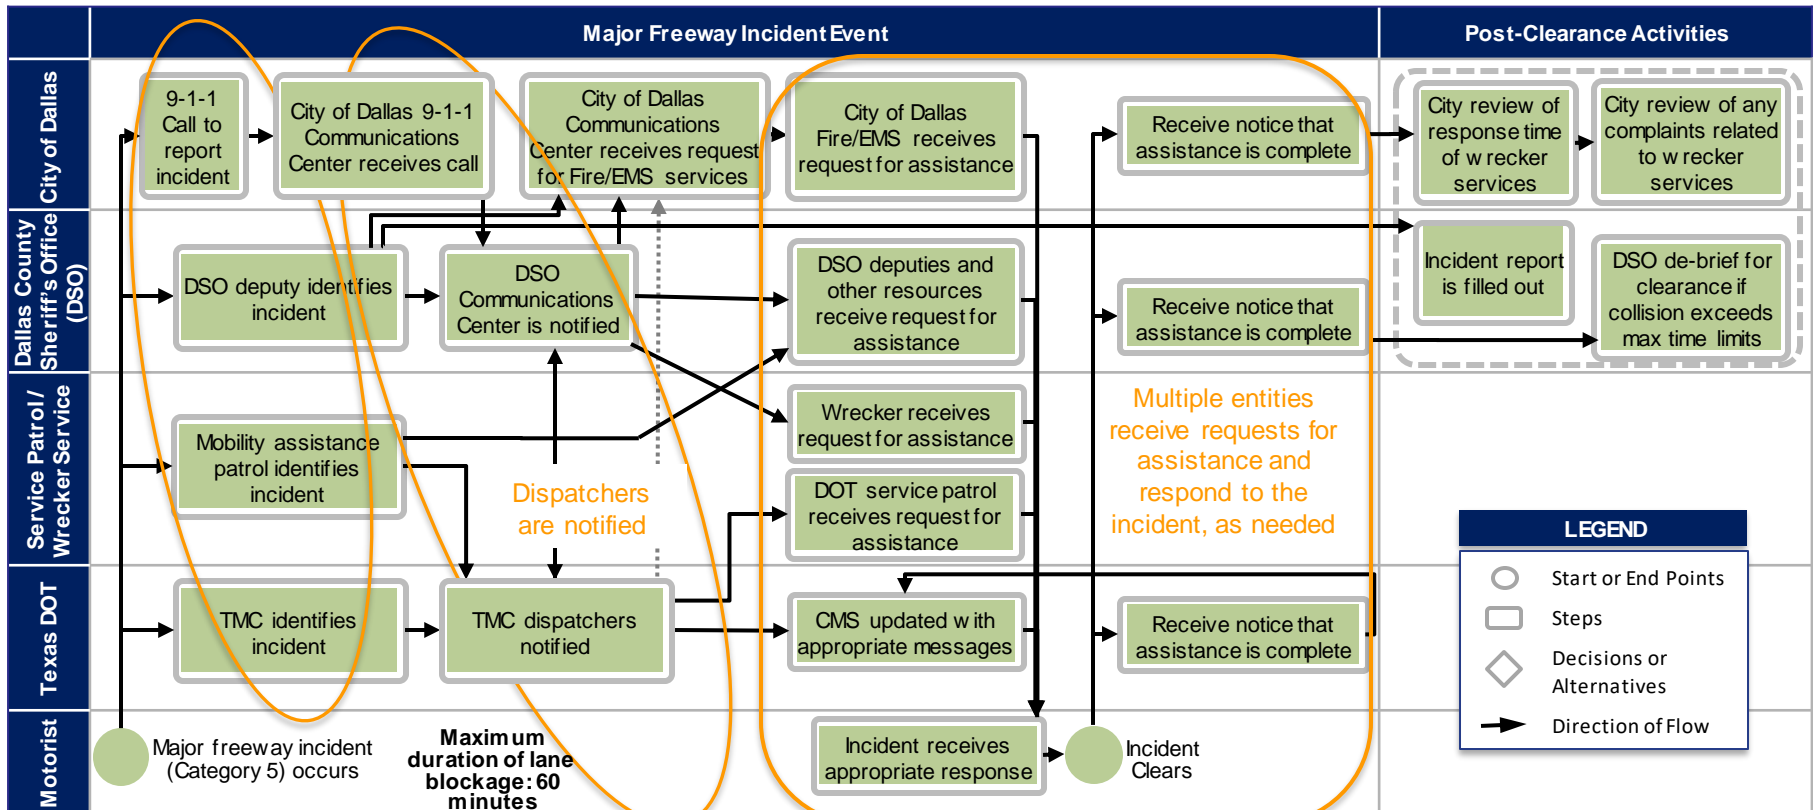 Major Freeway Incident Event
Post-Clearance Activities
City of Dallas
9-1-1
Call to
report
incident
City of Dallas 9-1-1
Communications
Center receives call
City of Dallas
Communications
Center receives request
for Fire/EMS services
City of Dallas
Fire/EMS receives
request for assistance
Receive notice that
assistance is complete
City review of
response time
of wrecker
services
City review of any
complaints related
to wrecker
services
Dallas County
Sheriff's Office
(DSO)
DSO deputy identifies
incident
DSO
Communications
Center is notified
DSO deputies and
other resources
receive request for
assistance
Receive notice that
assistance is complete
Incident report
is filled out
DSO de-brief for
clearance if
collision exceeds
max time limits
Service Patrol /
Wrecker Service
Mobility assistance
patrol identifies
incident
Dispatchers
are notified
Wrecker receives
request for assistance
DOT service patrol
receives request for
assistance
Multiple entities
receive requests for
assistance and
respond to the
incident, as needed
Texas DOT
TMC identifies
incident
TMC dispatchers
notified
CMS updated with
appropriate messages
Receive notice that
assistance is complete
Motorist
Major freeway incident
(Category 5) occurs
Maximum
duration of lane
blockage: 60
minutes
Incident receives
appropriate response
Incident
Clears
LEGEND
Start or End Points
Steps
Decisions or
Alternatives
Direction of Flow